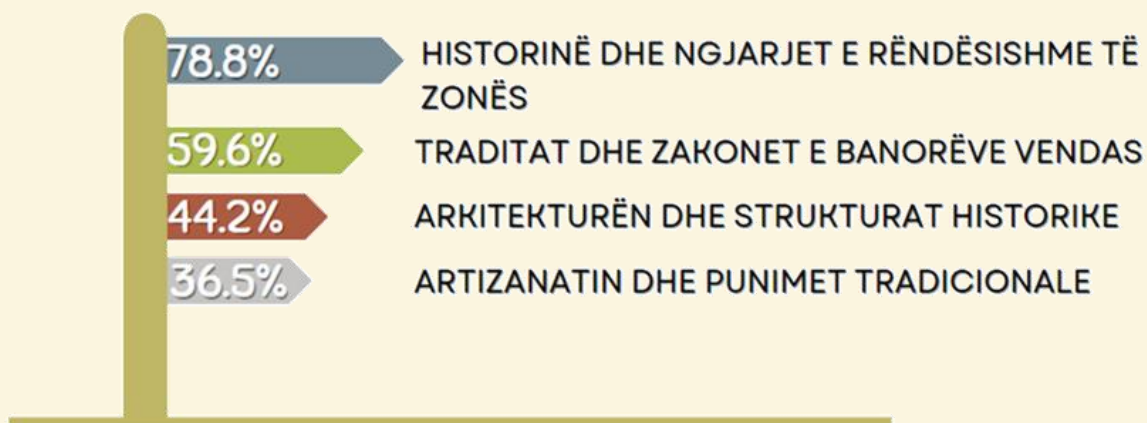 78.8% HISTORINË DHE NGJARJET E RËNDËSISHME TË
ZONËS
59.6% TRADITAT DHE ZAKONET E BANORËVE VENDAS
44.2% ARKITEKTURËN DHE STRUKTURAT HISTORIKE
36.5% ARTIZANATIN DHE PUNIMET TRADICIONALE